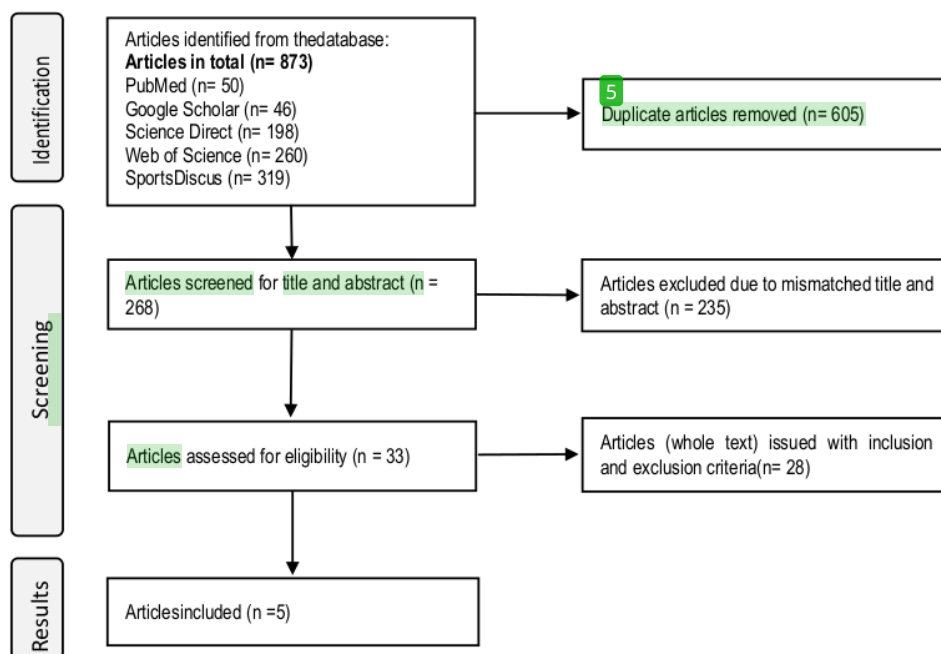 Identification
Articles identified from thedatabase:
Articles in total (n= 873)
PubMed (n= 50)
Google Scholar (n= 46)
Science Direct (n= 198)
Web of Science (n= 260)
SportsDiscus (n= 319)
5
Duplicate articles removed (n= 605)
Screening
Articles screened for title and abstract (n =
268)
Articles excluded due to mismatched title and
abstract (n = 235)
Articles assessed for eligibility (n = 33)
Articles (whole text) issued with inclusion
and exclusion criteria(n= 28)
Results
Articlesincluded (n =5)